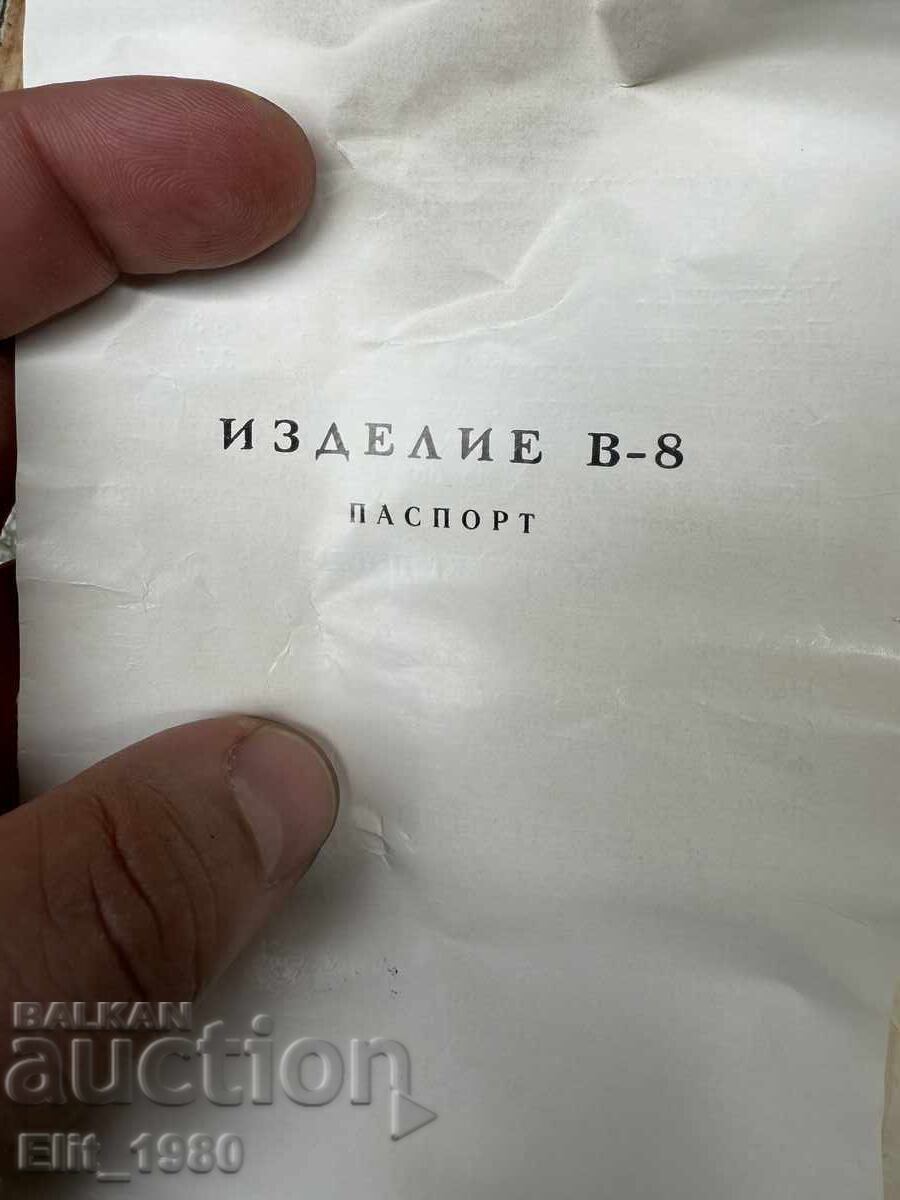 ИЗДЕЛИЕ В-8
ПАСПОРТ
BALKAN
auction
Elit_1980